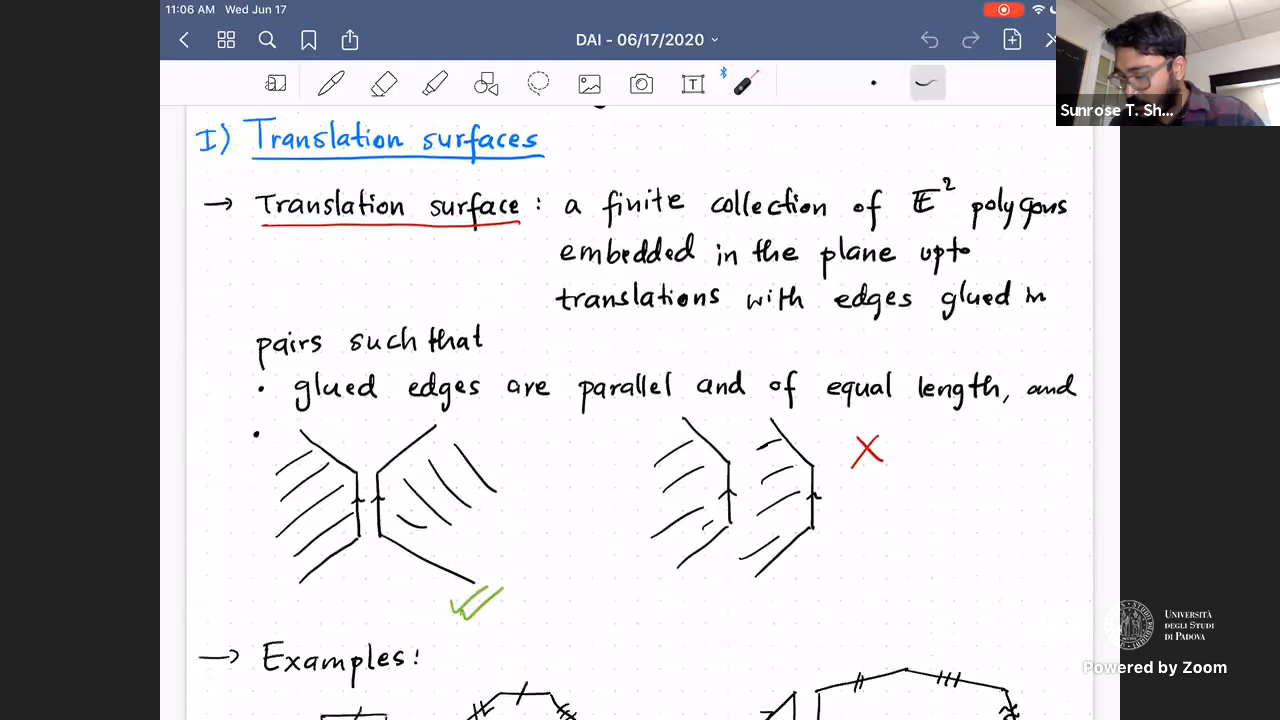 11:06 AM Wed Jun 17
DAI - 06/17/2020
Sunrose T. Sh...
I) Translation surfaces
→ Translation surface : a finite collection of E² polygons
embedded in the plane upto
translations with edges glued in
pairs such that
• glued edges are parallel and of equal length, and
•
→ Examples:
UNIVERSITÀ
DEGLI STUDI
DI PADOVA
Powered by Zoom